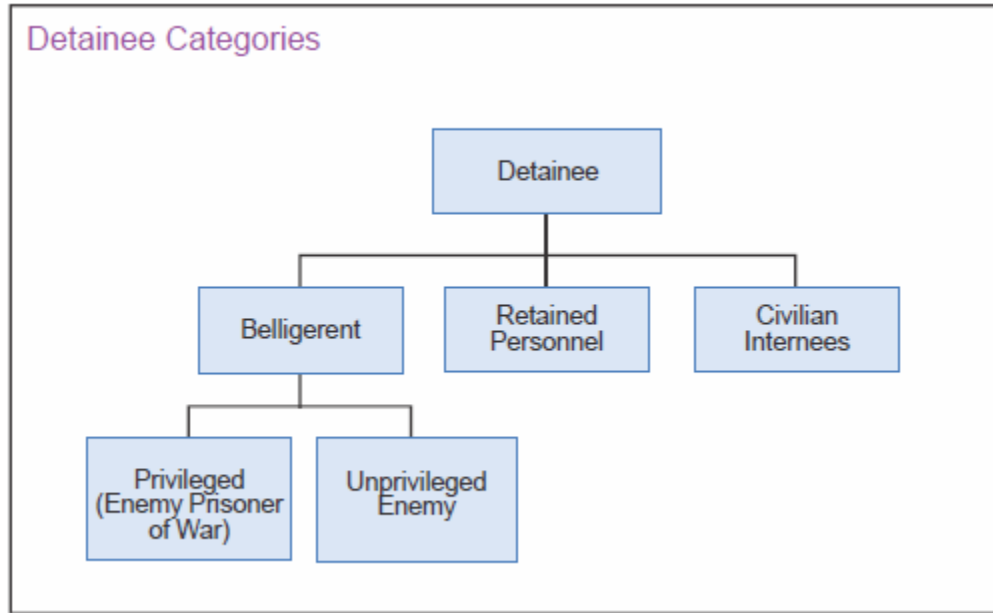 Detainee Categories
Detainee
Belligerent
Retained
Personnel
Civilian
Internees
Privileged
(Enemy Prisoner
of War)
Unprivileged
Enemy